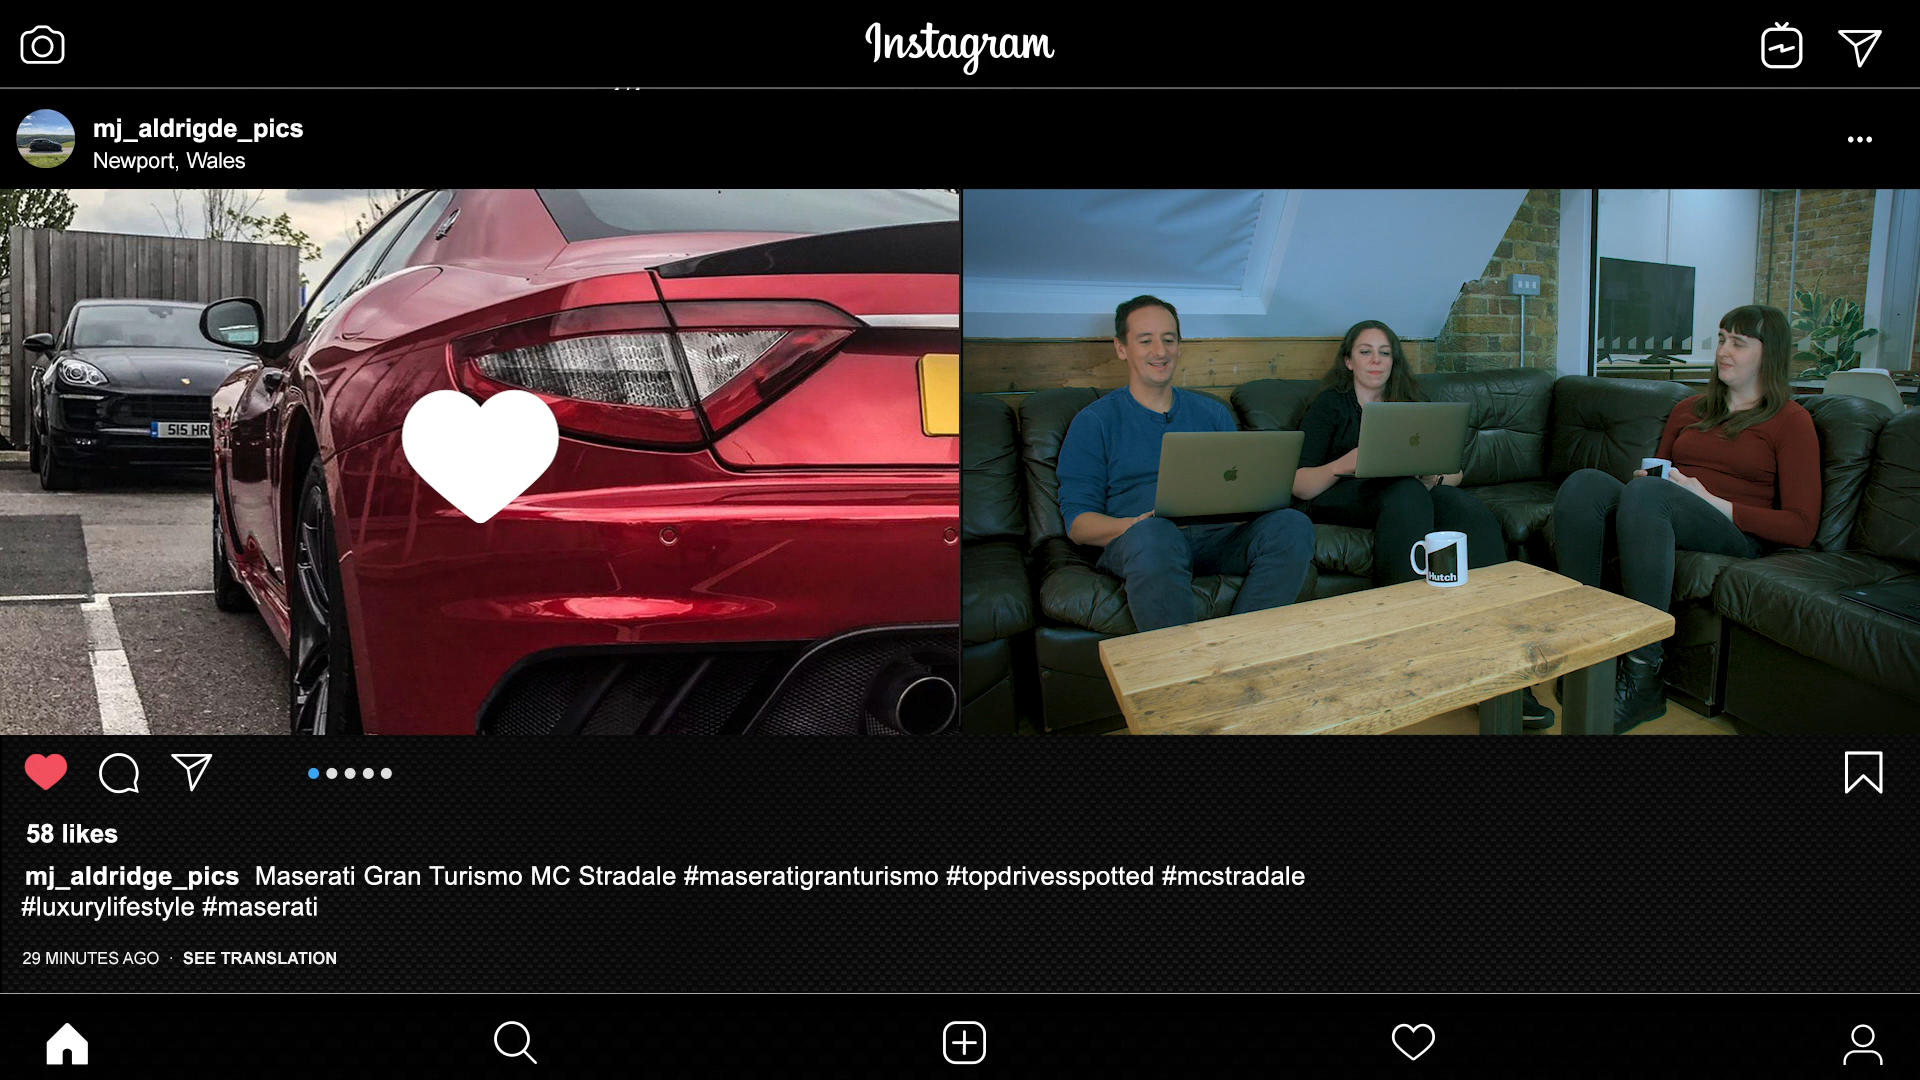 Instagram
mj_aldrigde_pics
Newport, Wales
515 HR
Hutch
58 likes
mj_aldridge_pics Maserati Gran Turismo MC Stradale #maseratigranturismo #topdrivesspotted #mcstradale
#luxurylifestyle #maserati
29 MINUTES AGO · SEE TRANSLATION